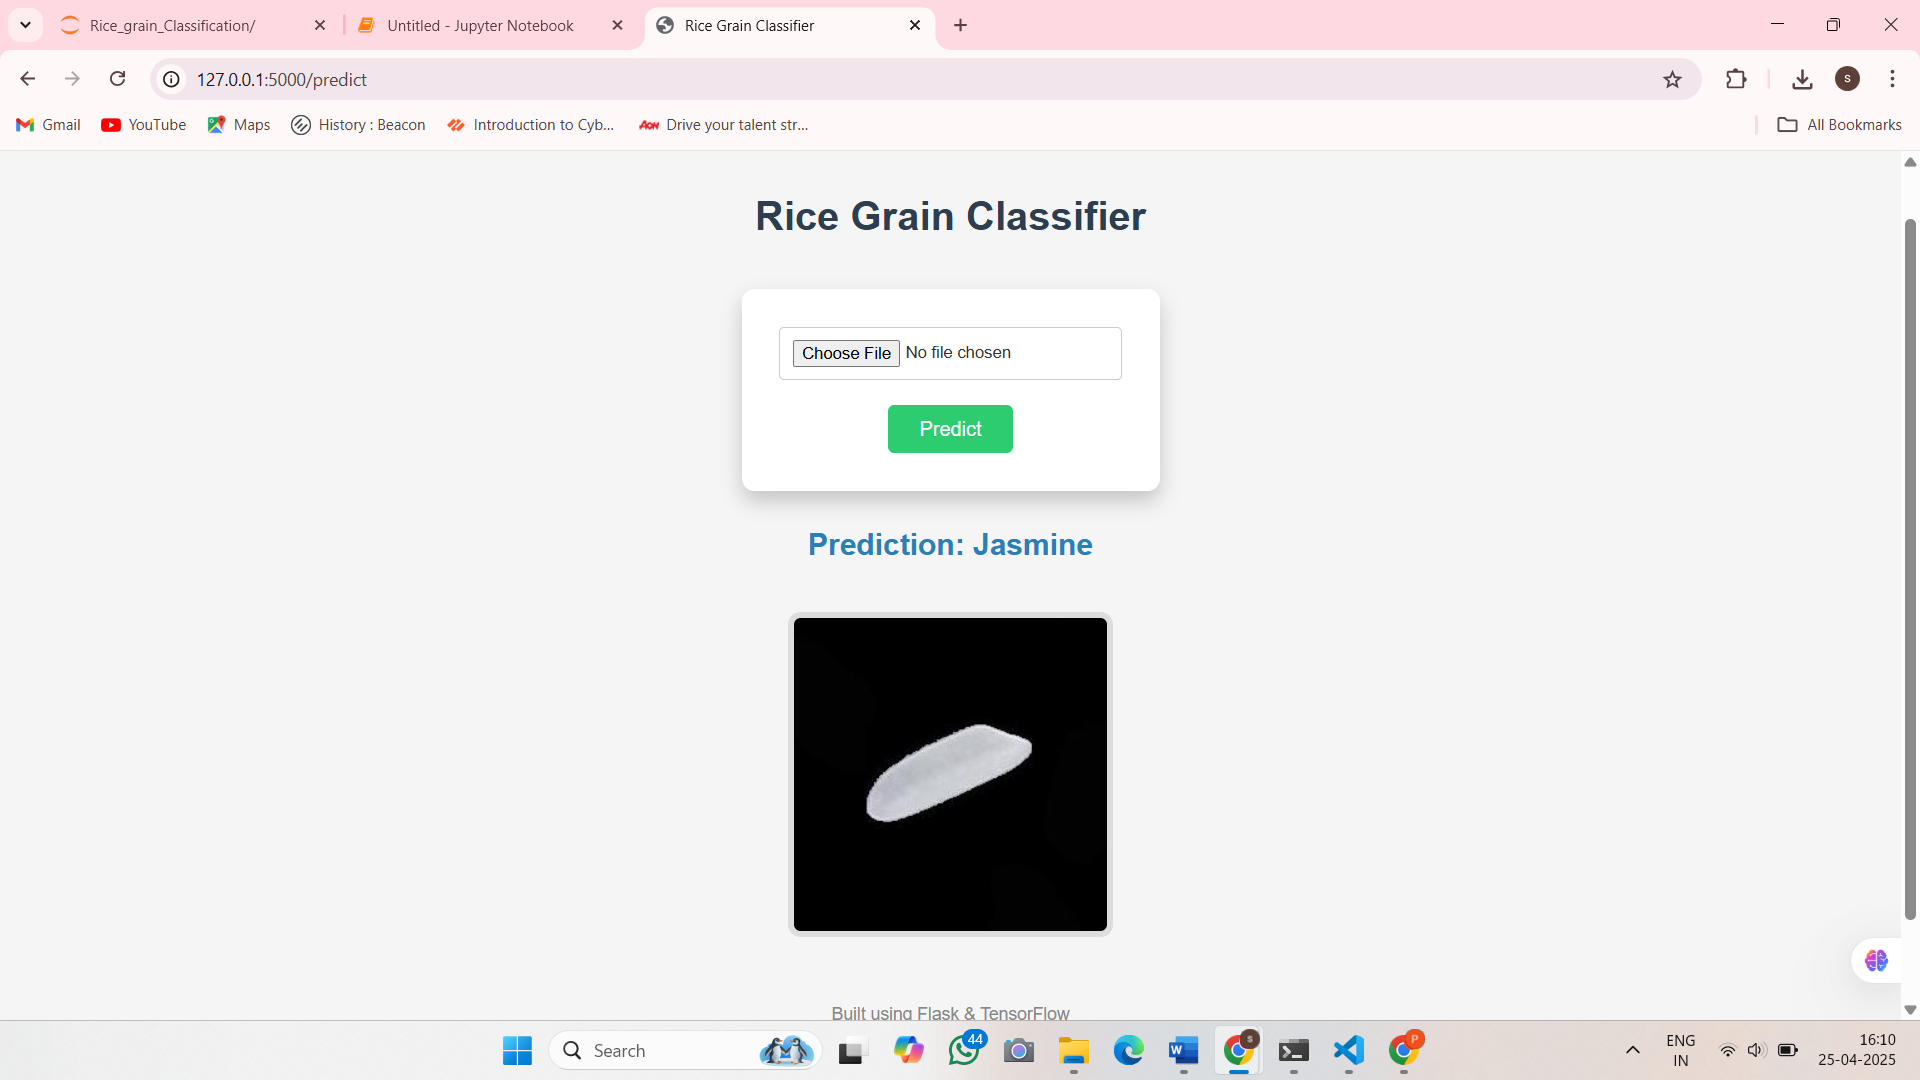 Rice_grain_Classification/
Untitled - Jupyter Notebook
Rice Grain Classifier
127.0.0.1:5000/predict
S
Gmail
YouTube
Maps
History : Beacon
Introduction to Cyb...
AON Drive your talent str...
All Bookmarks
Rice Grain Classifier
Choose File No file chosen
Predict
Prediction: Jasmine
Built using Flask & TensorFlow
Search
44
W
S
P
ENG
IN
16:10
25-04-2025